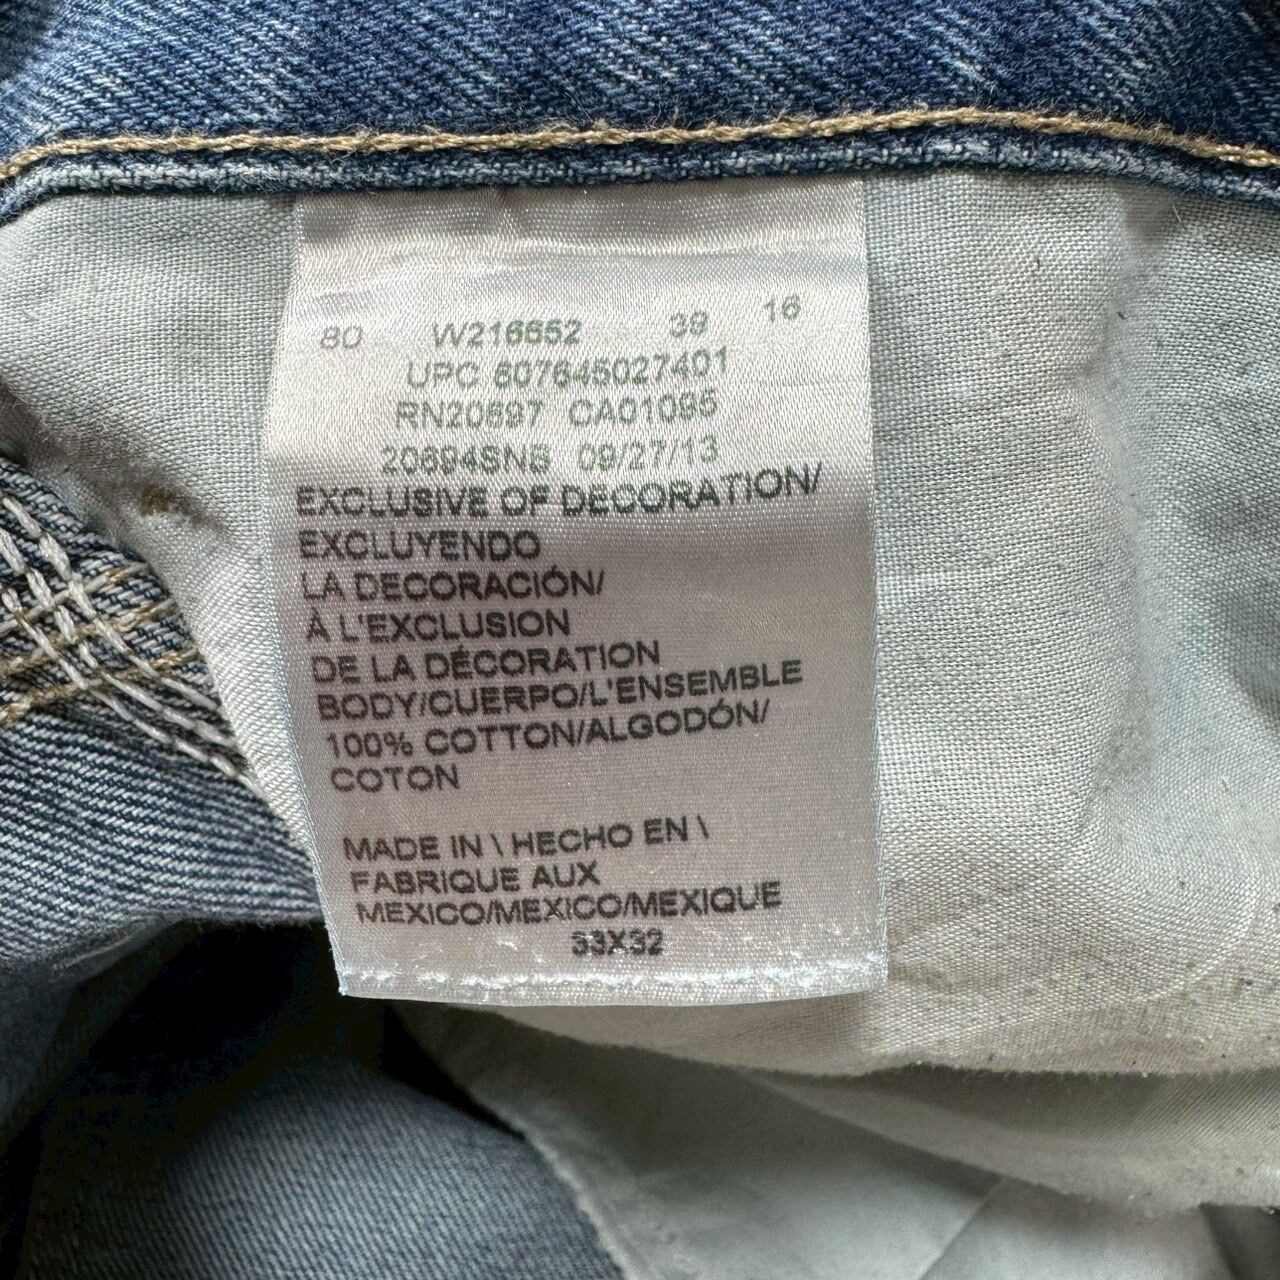 80 W216652 39 16
UPC 607645027401
RN20697 CA01095
20694SNB 09/27/13
EXCLUSIVE OF DECORATION/
EXCLUYENDO
LA DECORACIÓN/
À L'EXCLUSION
DE LA DÉCORATION
BODY/CUERPO/L'ENSEMBLE
100% COTTON/ALGODÓN/
COTON
MADE IN \ HECHO EN \
FABRIQUE AUX
MEXICO/MEXICO/MEXIQUE
33X32